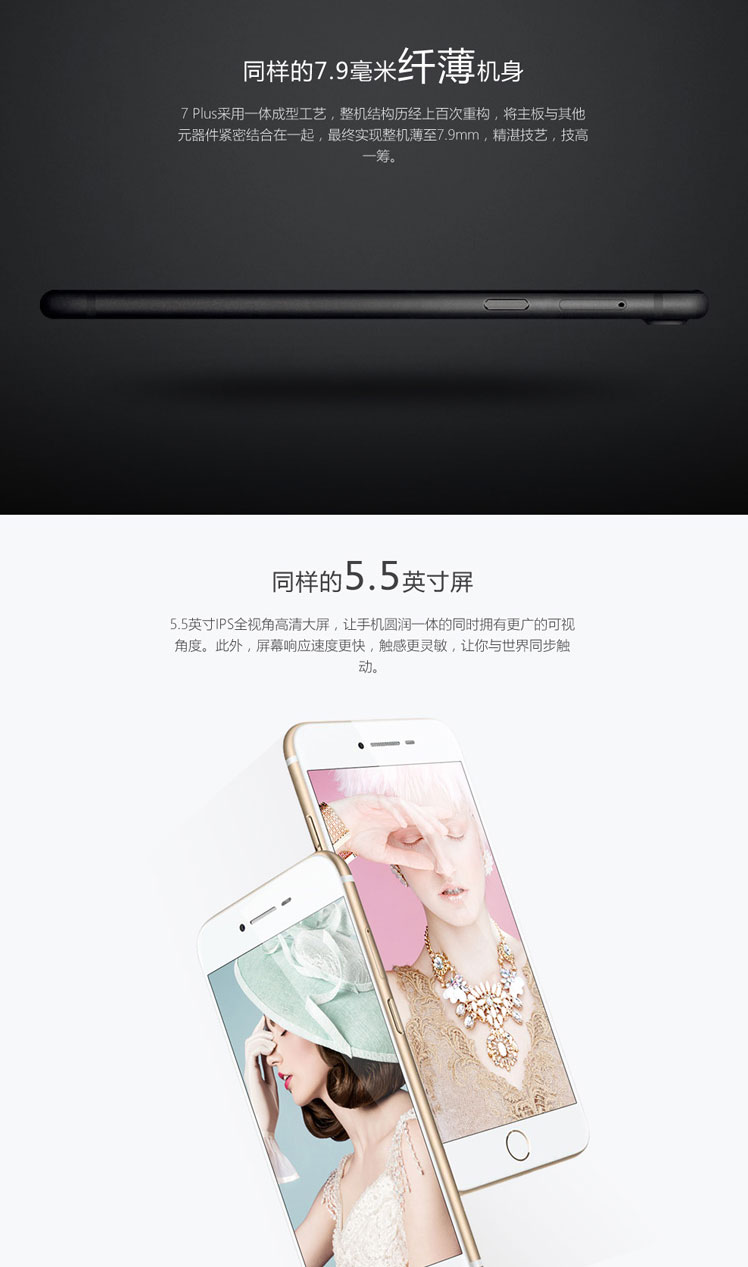 同样的7.9毫米纤薄机身
7 Plus采用一体成型工艺，整机结构历经上百次重构，将主板与其他
元器件紧密结合在一起，最终实现整机薄至7.9mm，精湛技艺，技高
一筹。
同样的5.5英寸屏
5.5英寸IPS全视角高清大屏，让手机圆润一体的同时拥有更广的可视
角度。此外，屏幕响应速度更快，触感更灵敏，让你与世界同步触
动。